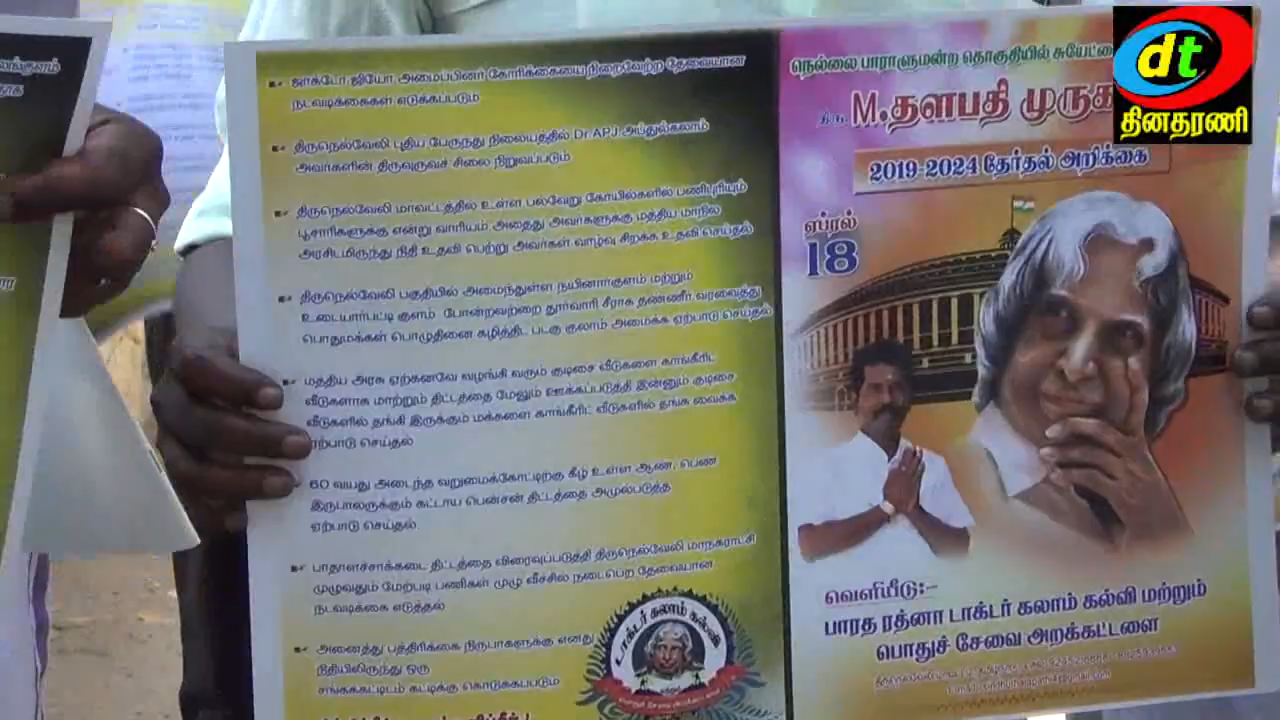 ஜாக்டோ ஜியோ அமைப்பினர் கோரிக்கையை நிறைவேற்ற தேவையான
நடவடிக்கைகள் எடுக்கப்படும்
திருநெல்வேலி புதிய பேருந்து நிலையத்தில் Dr.APJ.அப்துல்கலாம்
அவர்களின் திருவுருவச் சிலை நிறுவப்படும்
திருநெல்வேலி மாவட்டத்தில் உள்ள பல்வேறு கோயில்களில் பணிபுரியும்
பூசாரிகளுக்கு என்று வாரியம் அதைது அவர்களுக்கு மத்திய மாநில
அரசிடமிருந்து நிதி உதவி பெற்று அவர்கள் வாழ்வு சிறக்க உதவி செய்தல்
திருநெல்வேலி பகுதியில் அமைந்துள்ள நயினார்குளம் மற்றும்
உடையார்பட்டி குளம் போன்றவற்றை தூர்வாரி சீராக தண்ணீர் வரவைத்து
பொதுமக்கள் பொழுதினை கழித்திட படகு குலாம் அமைக்க ஏற்பாடு செய்தல்
மத்திய அரசு ஏற்கனவே வழங்கி வரும் குடிசை வீடுகளை காங்கிரீட்
வீடுகளாக மாற்றும் திட்டத்தை மேலும் ஊக்கப்படுத்தி இன்னும் குடிசை
வீடுகளில் தங்கி இருக்கும் மக்களை காங்கிரீட் வீடுகளில் தங்க வைக்க
ஏற்பாடு செய்தல்
60 வயது அடைந்த வறுமைக்கோட்டிற்கு கீழ் உள்ள ஆண், பெண்
இருபாலருக்கும் கட்டாய பென்சன் திட்டத்தை அமுல்படுத்த
ஏற்பாடு செய்தல்.
பாதாளச்சாக்கடை திட்டத்தை விரைவுப்படுத்தி திருநெல்வேலி மாநகராட்சி
முழுவதும் மேற்படி பணிகள் முழு வீச்சில் நடைபெற தேவையான
நடவடிக்கை எடுத்தல்
அனைத்து பத்திரிக்கை நிருபர்களுக்கு எனது
நிதியிலிருந்து ஒரு
சங்கக்கட்டிடம் கட்டிக்கு கொடுக்கப்படும்
டாக்டர் கலாம் கல்வி
மற்றும்
நெல்லை பாராளுமன்ற தொகுதியில் சுயேட்சை
திரு. M.தளபதி முருக
2019-2024 தேர்தல் அறிக்கை
ஏப்ரல்
18
வெளியீடு:-
பாரத ரத்னா டாக்டர் கலாம் கல்வி மற்றும்
பொதுச் சேவை அறக்கட்டளை
dt
தினதரணி